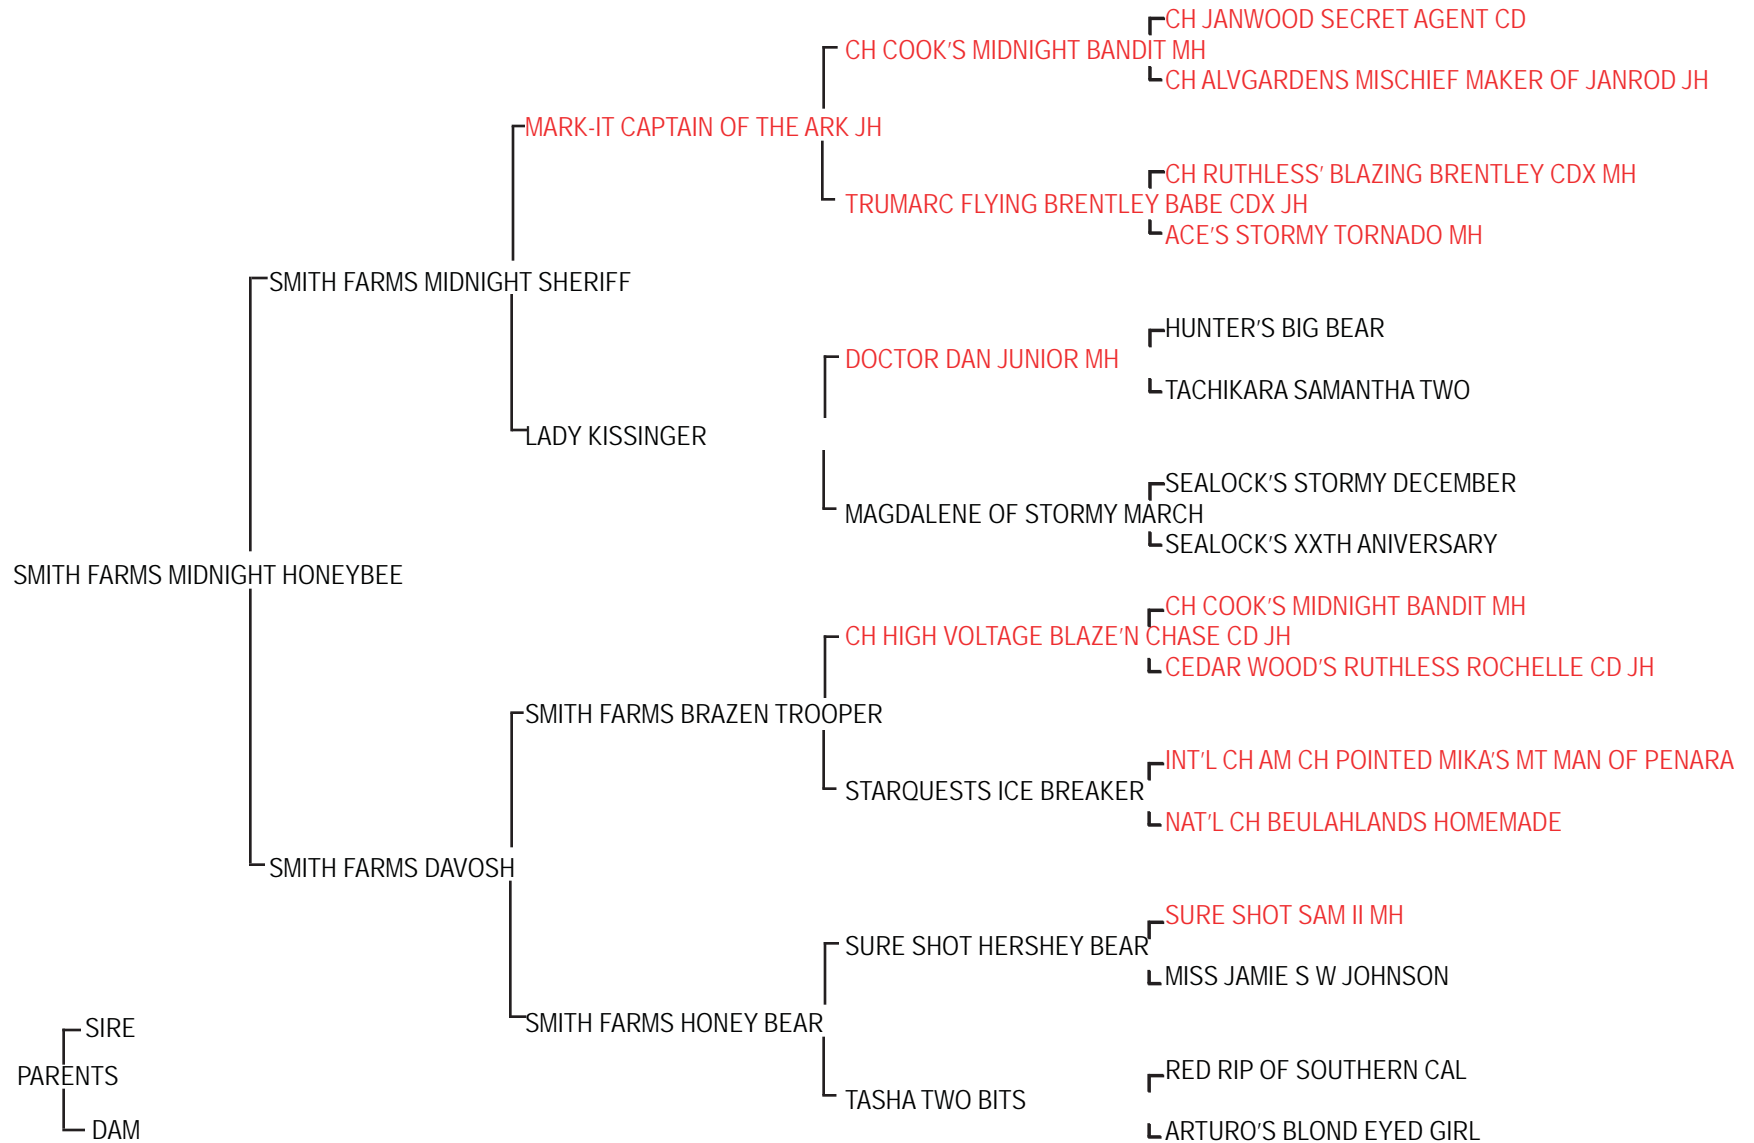 CH JANWOOD SECRET AGENT CD
CH COOK'S MIDNIGHT BANDIT MH
CH ALVGARDENS MISCHIEF MAKER OF JANROD JH
MARK-IT CAPTAIN OF THE ARK JH
CH RUTHLESS' BLAZING BRENTLEY CDX MH
TRUMARC FLYING BRENTLEY BABE CDX JH
ACE'S STORMY TORNADO MH
SMITH FARMS MIDNIGHT SHERIFF
HUNTER'S BIG BEAR
DOCTOR DAN JUNIOR MH
TACHIKARA SAMANTHA TWO
LADY KISSINGER
SEALOCK'S STORMY DECEMBER
MAGDALENE OF STORMY MARCH
SEALOCK'S XXTH ANIVERSARY
SMITH FARMS MIDNIGHT HONEYBEE
CH COOK'S MIDNIGHT BANDIT MH
CH HIGH VOLTAGE BLAZE'N CHASE CD JH
CEDAR WOOD'S RUTHLESS ROCHELLE CD JH
SMITH FARMS BRAZEN TROOPER
INT'L CH AM CH POINTED MIKA'S MT MAN OF PENARA
STARQUESTS ICE BREAKER
NAT'L CH BEULAHLANDS HOMEMADE
SMITH FARMS DAVOSH
SURE SHOT SAM II MH
SURE SHOT HERSHEY BEAR
MISS JAMIE S W JOHNSON
SMITH FARMS HONEY BEAR
RED RIP OF SOUTHERN CAL
TASHA TWO BITS
ARTURO'S BLOND EYED GIRL
SIRE
PARENTS
DAM